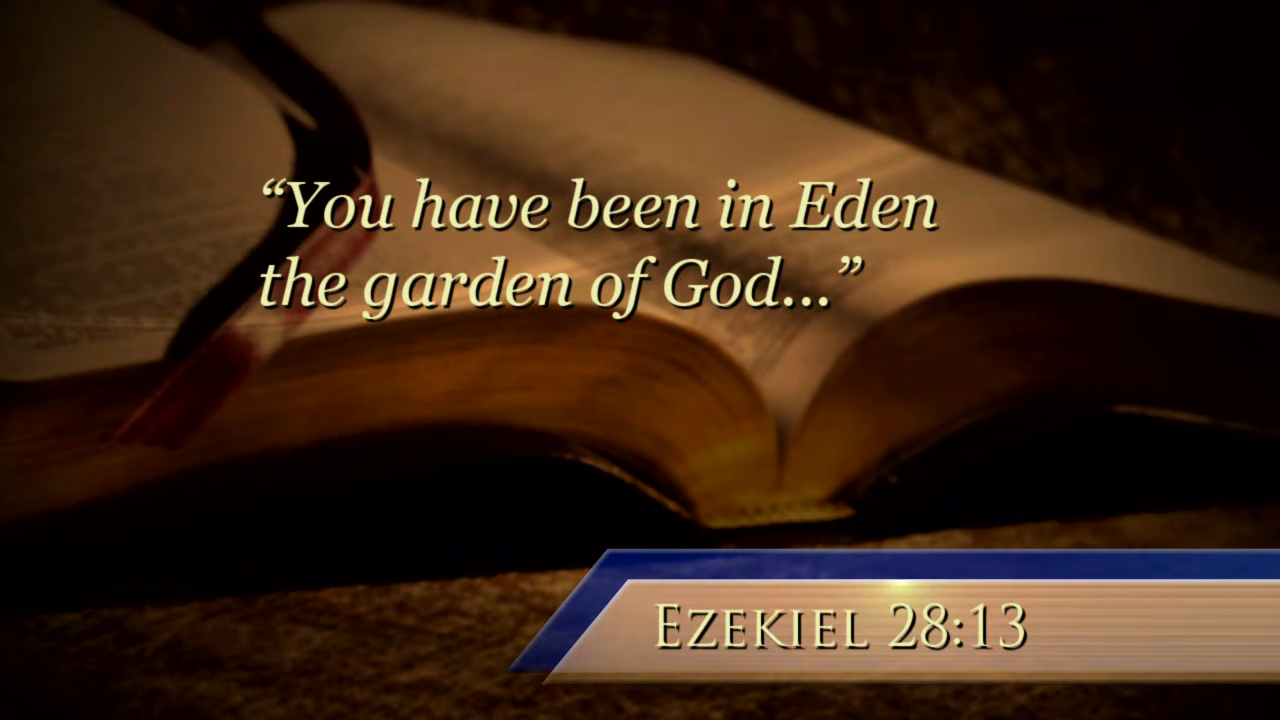 “You have been in Eden
the garden of God...”
EZEKIEL 28:13